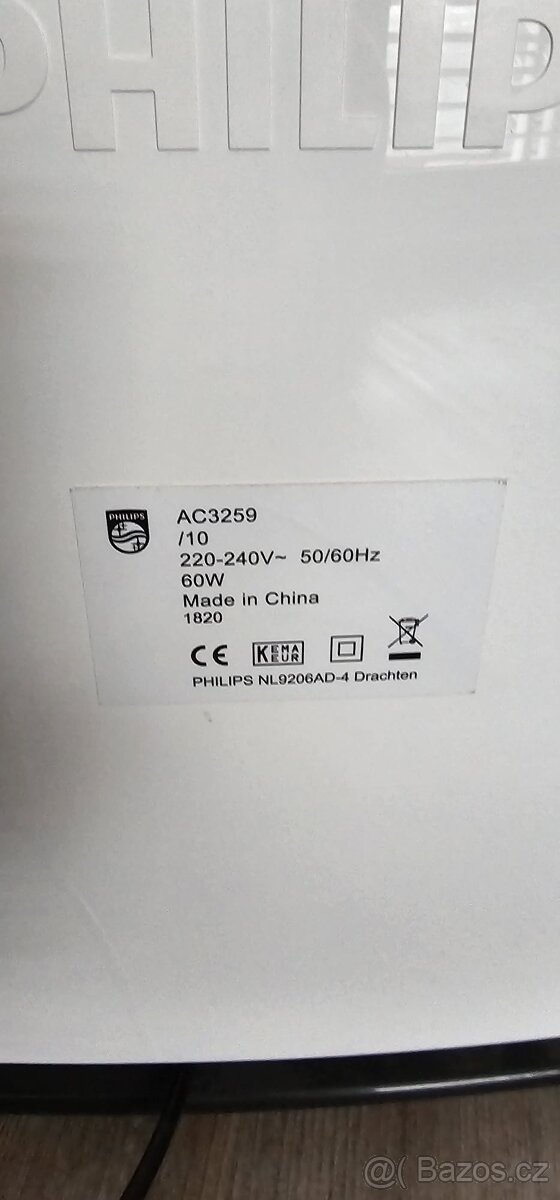 PHILIP
PHILIPS
AC3259
/10
220-240V~ 50/60Hz
60W
Made in China
1820
CE
KEMA
EUR
PHILIPS NL9206AD-4 Drachten
@( Bazos.cz